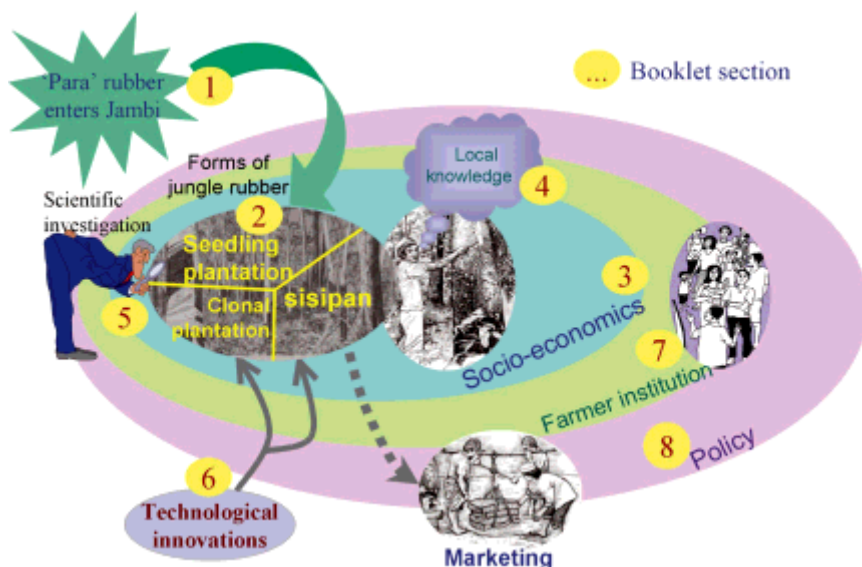 'Para' rubber
enters Jambi
1
... Booklet section
Forms of
jungle rubber
2
Local
knowledge
4
Scientific
investigation
Seedling
plantation
Clonal
plantation
sisipan
3
5
Socio-economics
7
Farmer institution
8
Policy
6
Technological
innovations
Marketing